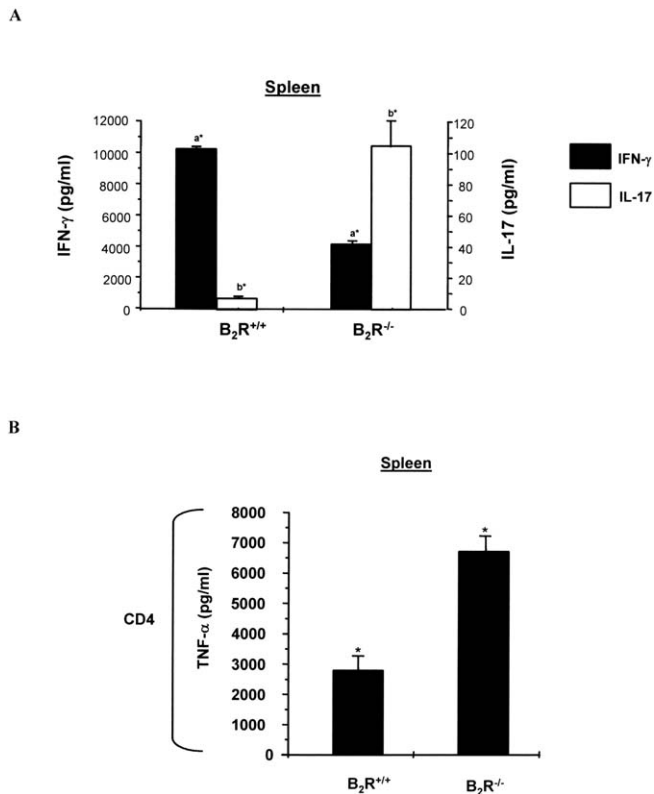 A
Spleen
IFN-γ (pg/ml)
12000
10000
8000
6000
4000
2000
0
a*
b*
a*
b*
120
100
80
60
40
20
0
IL-17 (pg/ml)
IFN-γ
IL-17
B₂R⁺/⁺
B₂R⁻/⁻
B
Spleen
CD4
TNF-α (pg/ml)
8000
7000
6000
5000
4000
3000
2000
1000
0
*
*
B₂R⁺/⁺
B₂R⁻/⁻